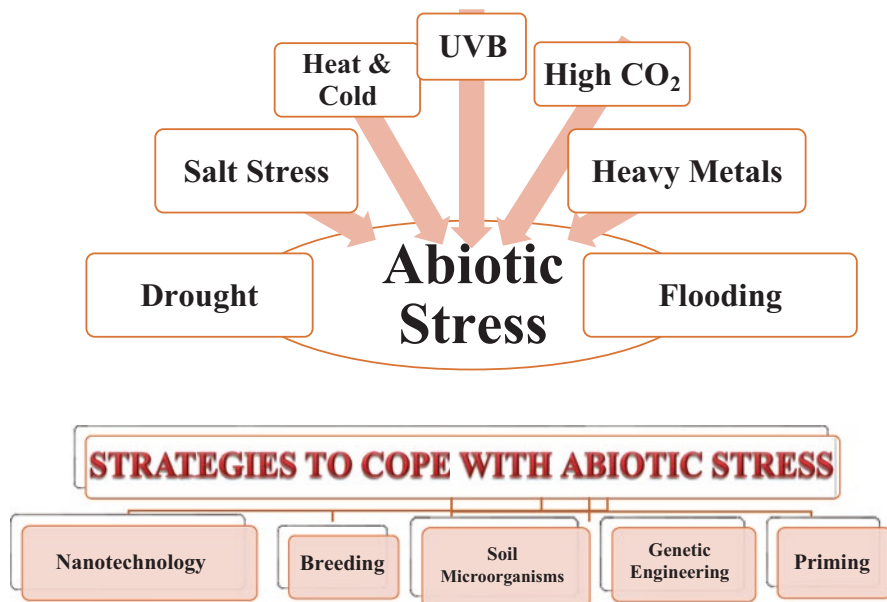 UVB
Heat &
Cold
High CO₂
Salt Stress
Heavy Metals
Drought
Abiotic
Stress
Flooding
STRATEGIES TO COPE WITH ABIOTIC STRESS
Nanotechnology
Breeding
Soil
Microorganisms
Genetic
Engineering
Priming